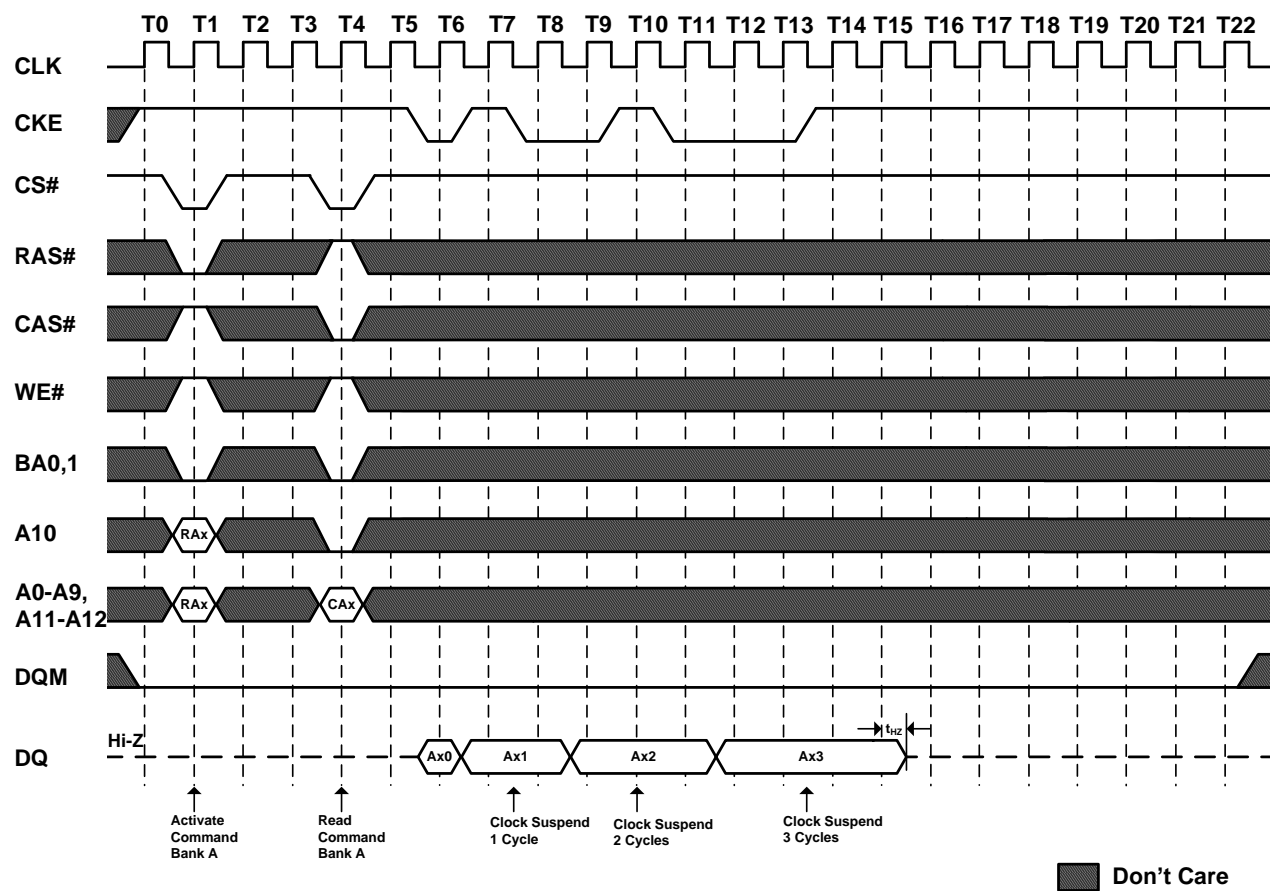 T0 T1 T2 T3 T4 T5 T6 T7 T8 T9 T10 T11 T12 T13 T14 T15 T16 T17 T18 T19 T20 T21 T22
CLK
CKE
CS#
RAS#
CAS#
WE#
BA0,1
A10
RAx
A0-A9,
A11-A12
RAx
CAx
DQM
Hi-Z
tHZ
DQ
Ax0
Ax1
Ax2
Ax3
Activate
Command
Bank A
Read
Command
Bank A
Clock Suspend
1 Cycle
Clock Suspend
2 Cycles
Clock Suspend
3 Cycles
Don't Care